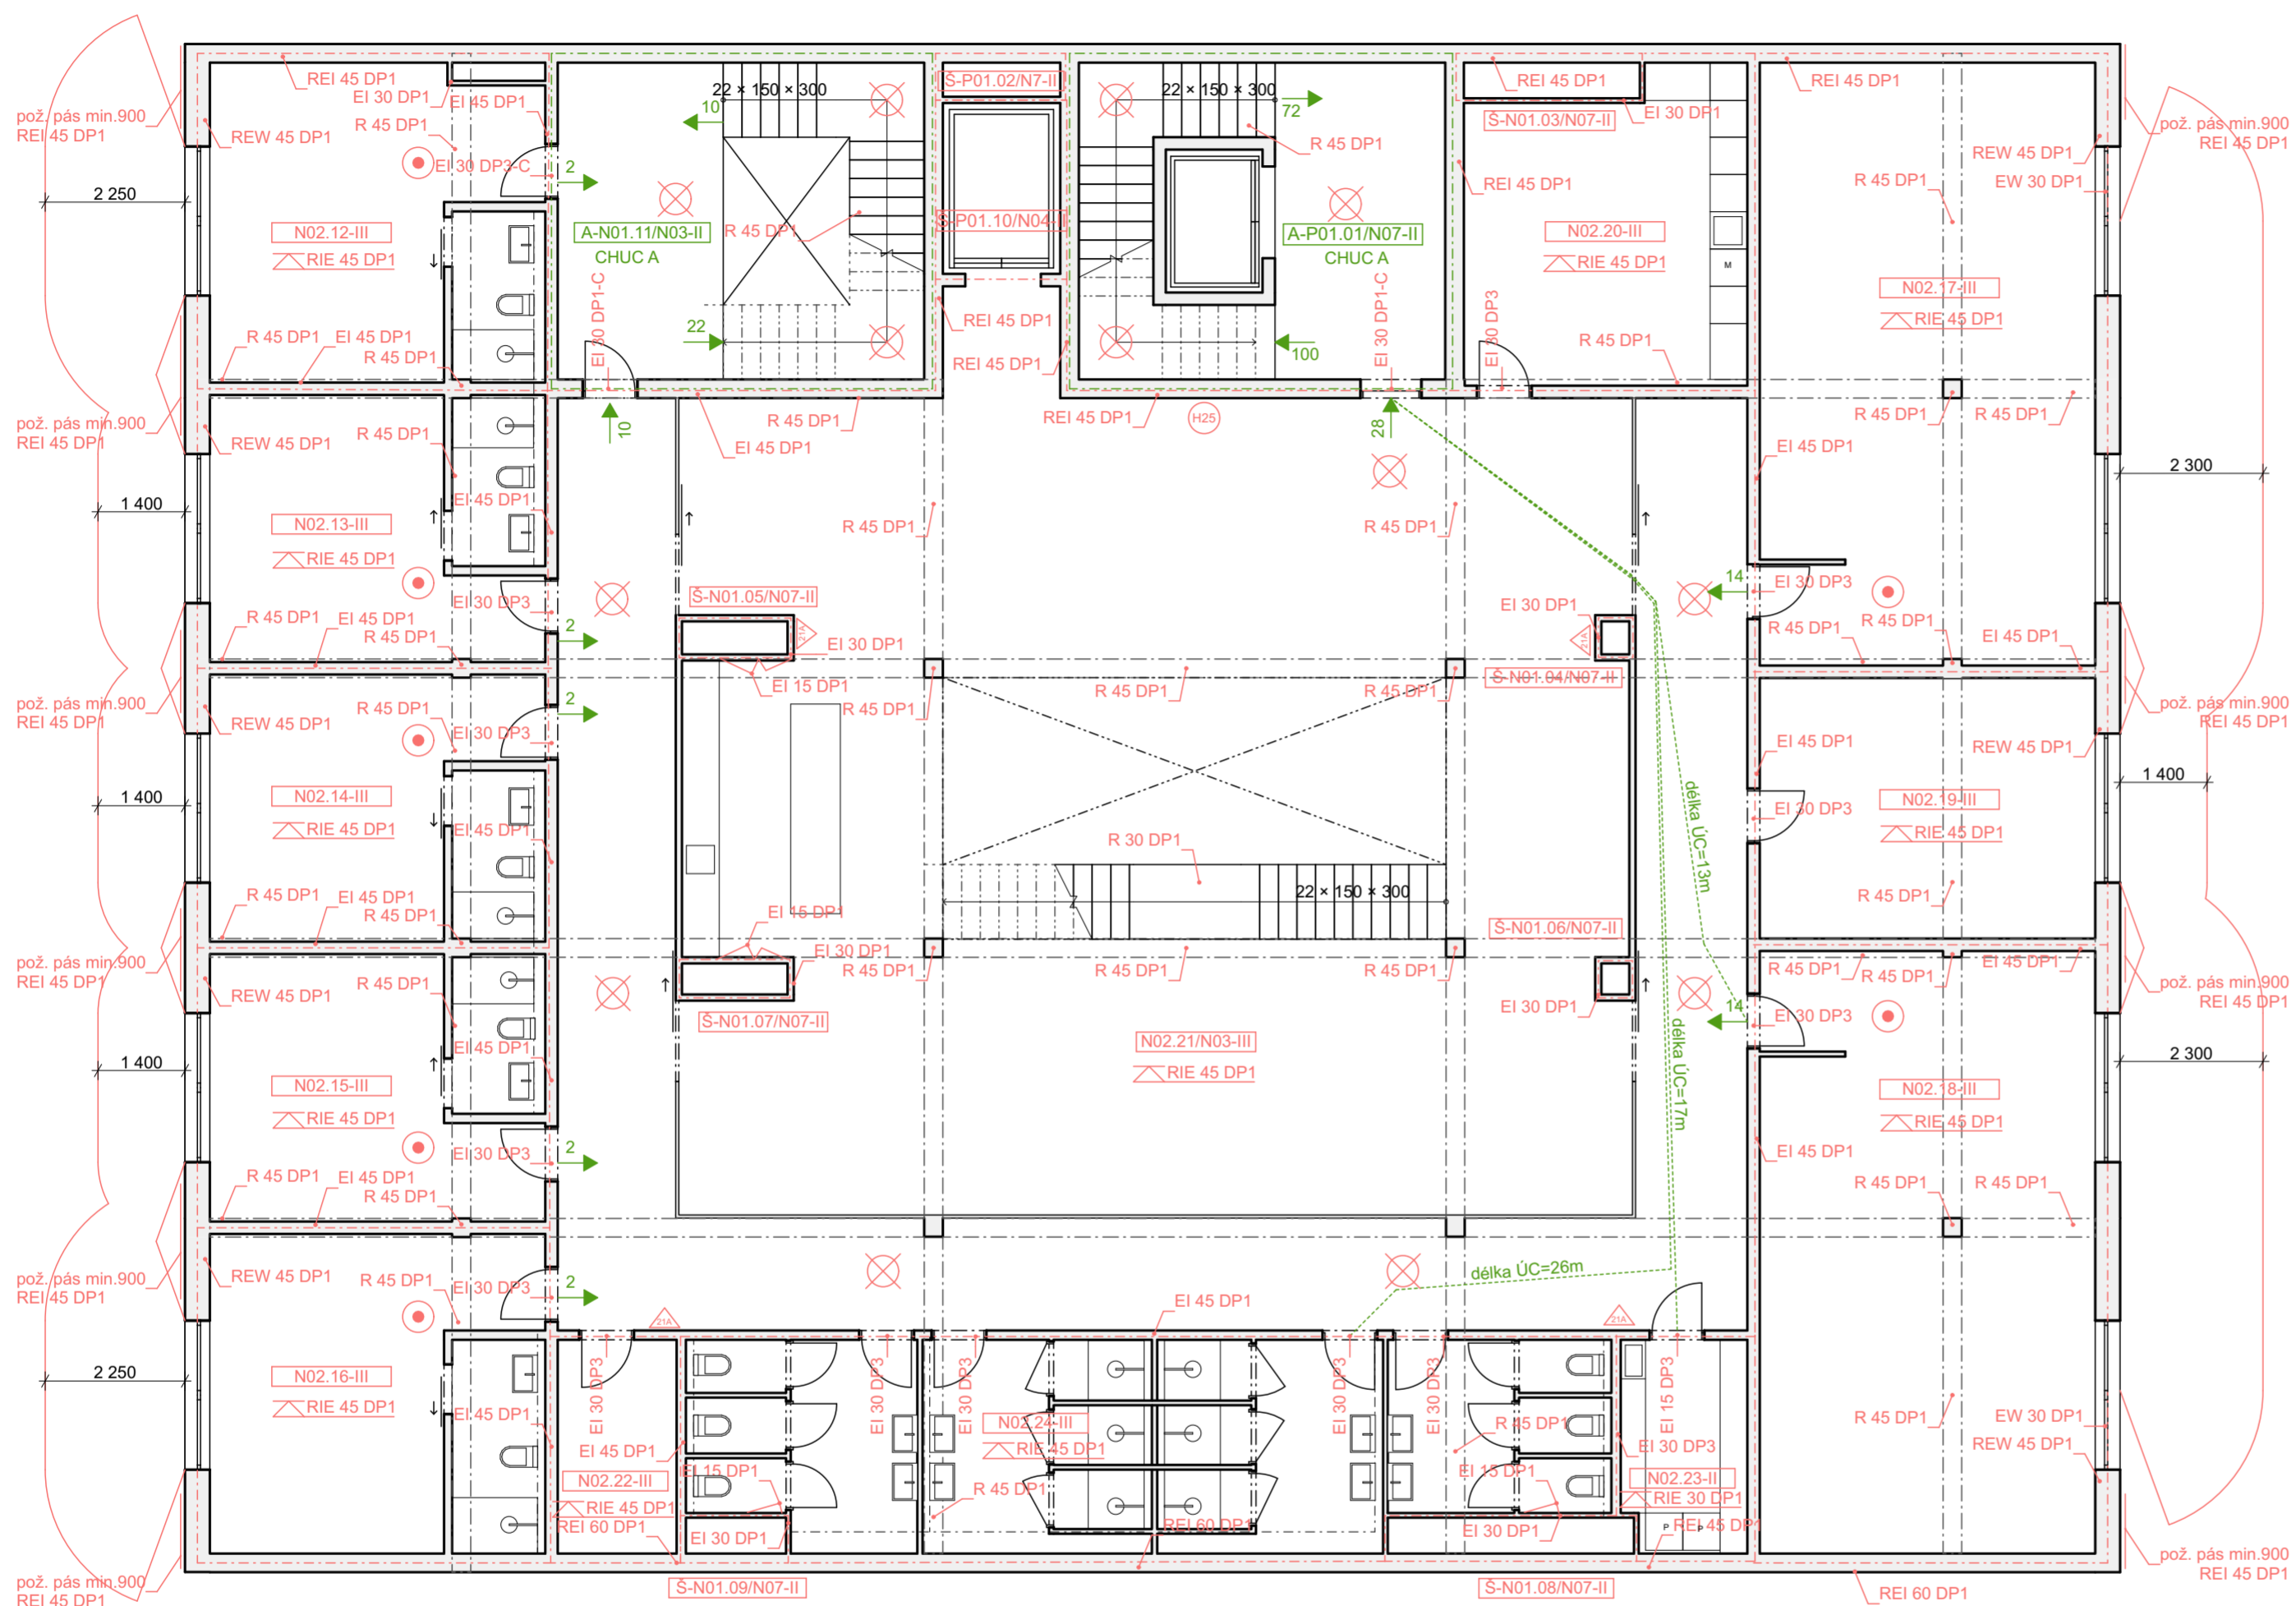 REI 45 DP1
EI 30 DP1
EI 45 DP1
R 45 DP1
EI 30 DP3-C
pož. pás min.900
REI 45 DP1
REW 45 DP1
2 250
N02.12-III
RIE 45 DP1
R 45 DP1
EI 45 DP1
R 45 DP1
2
22 × 150 × 300
10
A-N01.11/N03-II
CHUC A
R 45 DP1
22
EI 30 DP1-C
10
EI 45 DP1
R 45 DP1
Š-P01.02/N7-II
Š-P01.10/N04-II
REI 45 DP1
REI 45 DP1
22 × 150 × 300
72
R 45 DP1
A-P01.01/N07-II
CHUC A
100
EI 30 DP1-C
28
REI 45 DP1
H25
REI 45 DP1
EI 30 DP1
Š-N01.03/N07-II
REI 45 DP1
N02.20-III
RIE 45 DP1
M
EI 30 DP3
R 45 DP1
REI 45 DP1
pož. pás min.900
REI 45 DP1
REW 45 DP1
EW 30 DP1
R 45 DP1
N02.17-III
RIE 45 DP1
R 45 DP1
R 45 DP1
EI 45 DP1
2 300
14
EI 30 DP3
R 45 DP1
R 45 DP1
EI 45 DP1
pož. pás min.900
REI 45 DP1
pož. pás min.900
REI 45 DP1
REW 45 DP1
R 45 DP1
1 400
EI 45 DP1
N02.13-III
RIE 45 DP1
EI 30 DP3
2
R 45 DP1
EI 45 DP1
R 45 DP1
pož. pás min.900
REI 45 DP1
REW 45 DP1
R 45 DP1
EI 30 DP3
2
1 400
N02.14-III
RIE 45 DP1
EI 45 DP1
R 45 DP1
EI 45 DP1
R 45 DP1
pož. pás min.900
REI 45 DP1
REW 45 DP1
R 45 DP1
EI 45 DP1
1 400
N02.15-III
RIE 45 DP1
EI 30 DP3
2
R 45 DP1
EI 45 DP1
R 45 DP1
pož. pás min.900
REI 45 DP1
REW 45 DP1
R 45 DP1
EI 30 DP3
2
2 250
N02.16-III
RIE 45 DP1
EI 45 DP1
pož. pás min.900
REI 45 DP1
R 45 DP1
R 45 DP1
Š-N01.05/N07-II
21A
EI 30 DP1
EI 15 DP1
R 45 DP1
R 45 DP1
R 45 DP1
EI 30 DP1
21A
Š-N01.04/N07-II
R 30 DP1
22 × 150 × 300
EI 15 DP1
EI 30 DP1
R 45 DP1
R 45 DP1
R 45 DP1
Š-N01.06/N07-II
EI 30 DP1
Š-N01.07/N07-II
N02.21/N03-III
RIE 45 DP1
délka ÚC=13m
délka ÚC=17m
délka ÚC=26m
REW 45 DP1
EI 45 DP1
1 400
N02.19-III
RIE 45 DP1
EI 30 DP3
R 45 DP1
R 45 DP1
R 45 DP1
EI 45 DP1
pož. pás min.900
REI 45 DP1
14
EI 30 DP3
2 300
N02.18-III
RIE 45 DP1
EI 45 DP1
R 45 DP1
R 45 DP1
R 45 DP1
EW 30 DP1
REW 45 DP1
pož. pás min.900
REI 45 DP1
REI 60 DP1
21A
EI 45 DP1
21A
EI 30 DP3
EI 45 DP1
N02.22-III
RIE 45 DP1
REI 60 DP1
EI 15 DP1
EI 30 DP1
EI 30 DP3
EI 30 DP3
N02.24-III
RIE 45 DP1
R 45 DP1
REI 60 DP1
EI 30 DP3
EI 30 DP3
R 45 DP1
EI 15 DP1
EI 30 DP1
EI 15 DP3
EI 30 DP3
N02.23-II
RIE 30 DP1
P
P
REI 45 DP1
Š-N01.09/N07-II
Š-N01.08/N07-II